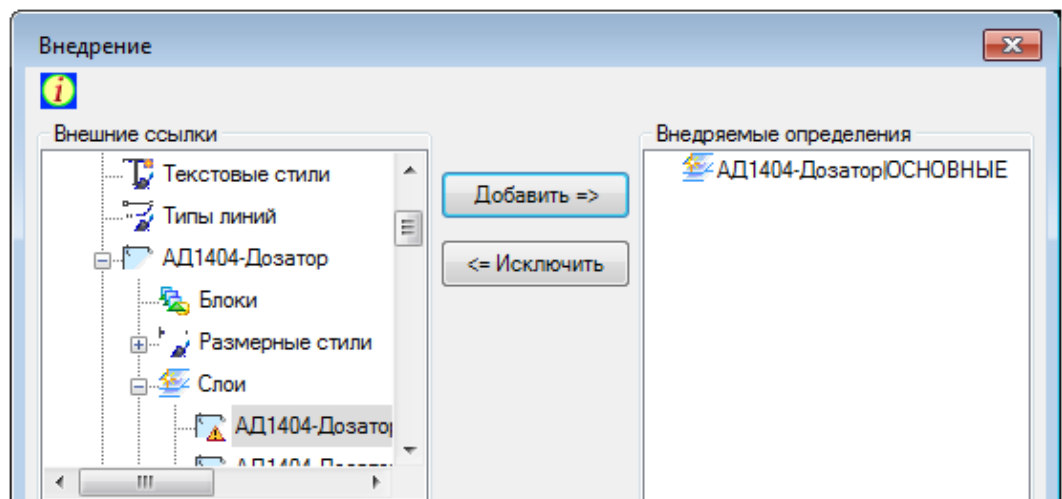 Внедрение
Внешние ссылки
Текстовые стили
Типы линий
АД1404-Дозатор
Блоки
Размерные стили
Слои
АД1404-Дозатор
Добавить =>
<= Исключить
Внедряемые определения
АД1404-Дозатор|ОСНОВНЫЕ